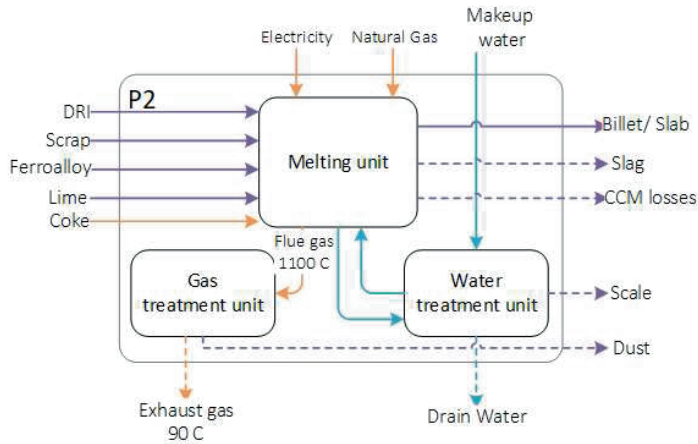 Electricity
Natural Gas
Makeup
water
P2
DRI
Scrap
Ferroalloy
Lime
Coke
Melting unit
Billet/ Slab
Slag
CCM losses
Flue gas
1100 C
Gas
treatment unit
Water
treatment unit
Scale
Dust
Exhaust gas
90 C
Drain Water